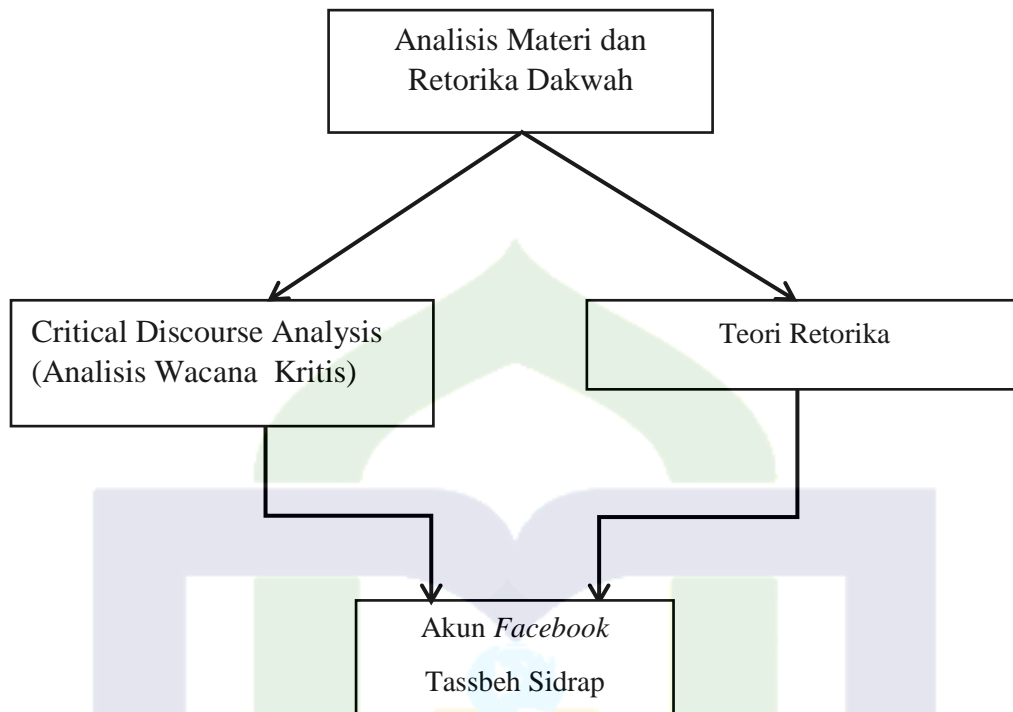 Analisis Materi dan
Retorika Dakwah
Critical Discourse Analysis
(Analisis Wacana Kritis)
Teori Retorika
Akun Facebook
Tassbeh Sidrap